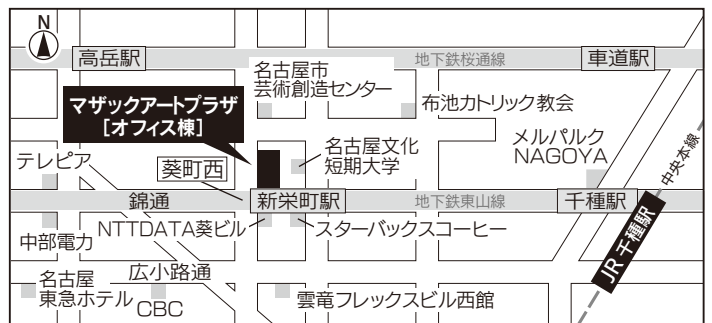 N
高岳駅
地下鉄桜通線
車道駅
名古屋市
芸術創造センター
布池カトリック教会
マザックアートプラザ
[オフィス棟]
テレピア
葵町西
名古屋文化
短期大学
メルパルク
NAGOYA
中央本線
錦通
新栄町駅
地下鉄東山線
千種駅
JR 千種駅
中部電力
NTTDATA葵ビル
スターバックスコーヒー
広小路通
名古屋
東急ホテル
CBC
雲竜フレックスビル西館